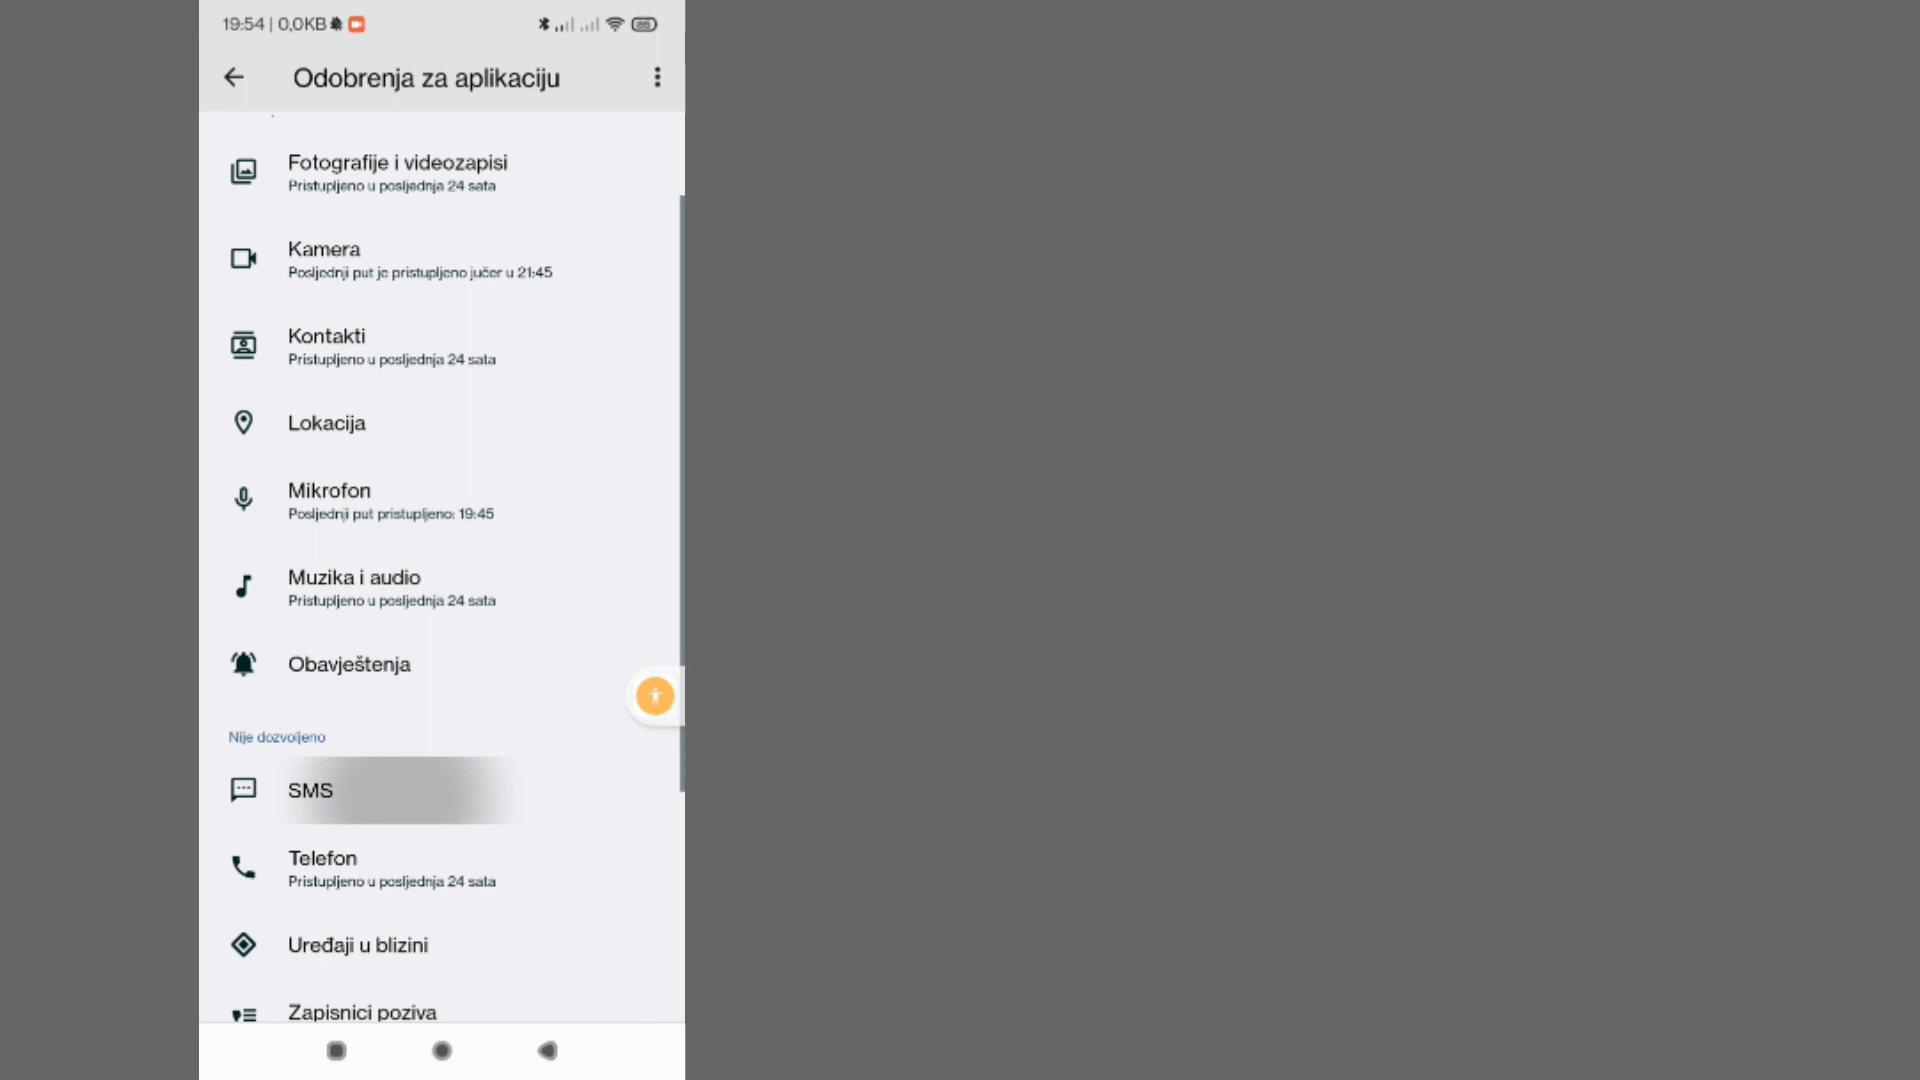 19:54 | 0,0KB
86
Odobrenja za aplikaciju
Fotografije i videozapisi
Pristupljeno u posljednja 24 sata
Kamera
Posljednji put je pristupljeno jučer u 21:45
Kontakti
Pristupljeno u posljednja 24 sata
Lokacija
Mikrofon
Posljednji put pristupljeno: 19:45
Muzika i audio
Pristupljeno u posljednja 24 sata
Obavještenja
Nije dozvoljeno
SMS
Telefon
Pristupljeno u posljednja 24 sata
Uređaji u blizini
Zapisnici poziva